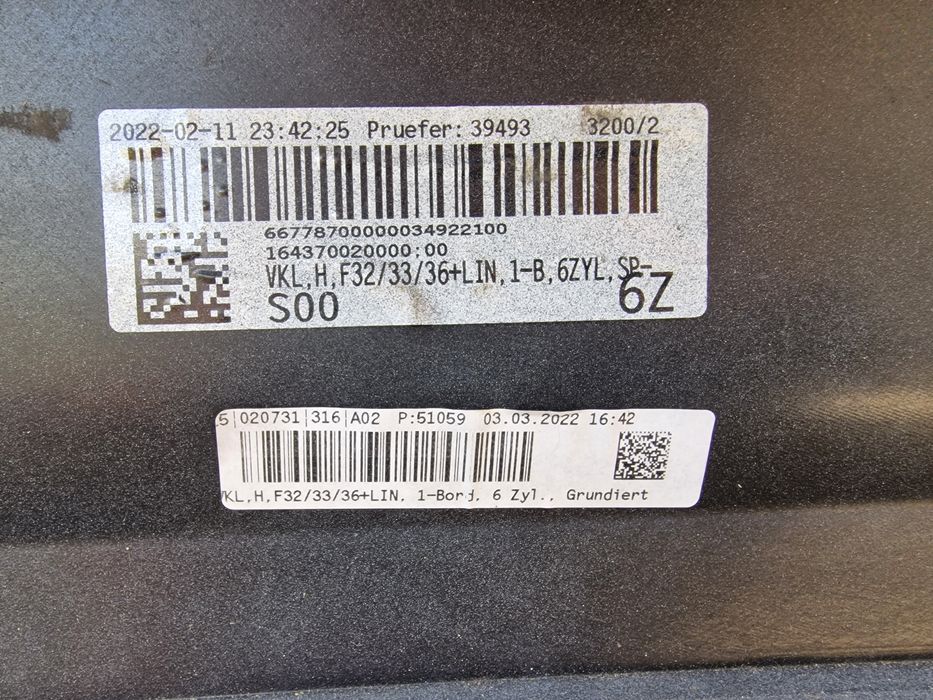 2022-02-11 23:42:25 Pruefer: 39493 3200/2
66778700000034922100
164370020000;00
VKL,H,F32/33/36+LIN,1-B,6ZYL,SP-
S00 6Z
5|020731|316|A02 P:51059 03.03.2022 16:42
VKL,H,F32/33/36+LIN, 1-Bord, 6 Zyl., Grundiert